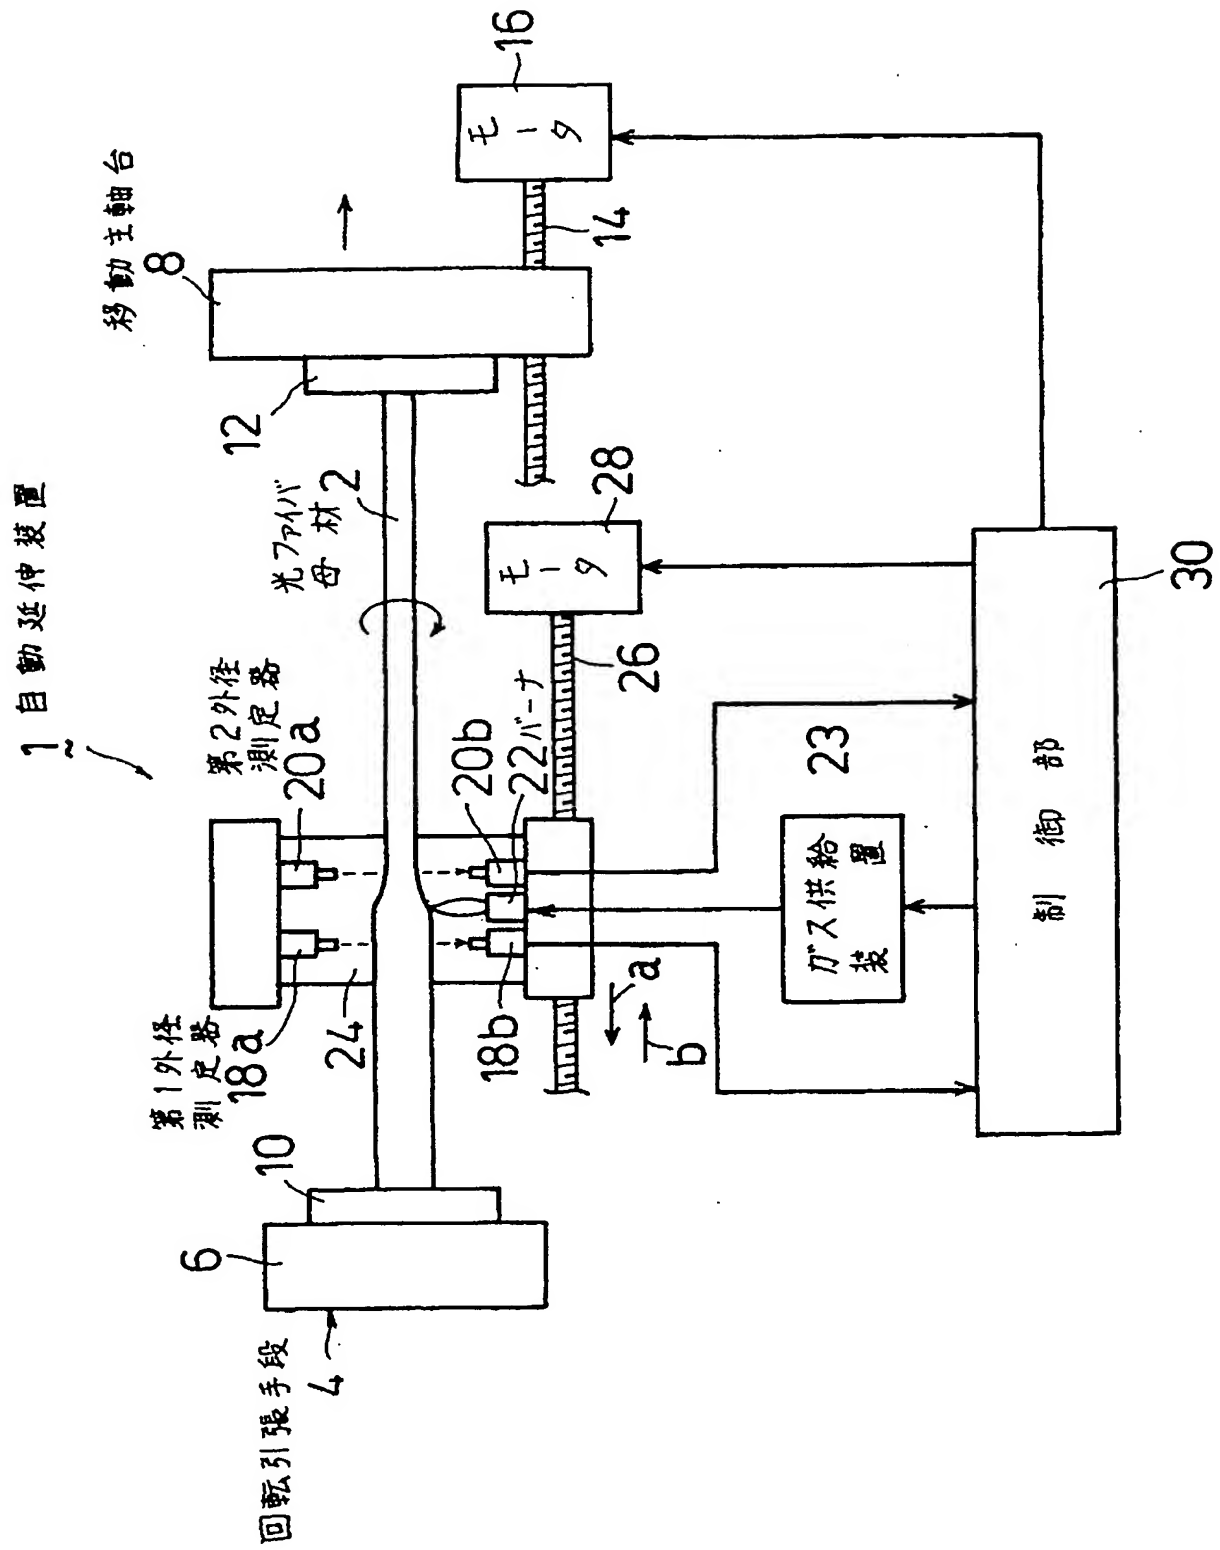 自動延伸装置
1
移動主軸台
8
16
モータ
14
12
光ファイバ
母材
2
28
モータ
26
第2外径
測定器
20a
20b
22
バーナ
第1外径
測定器
18a
18b
24
a
b
23
ガス供給
装置
10
6
4
回転引張手段
制御部
30